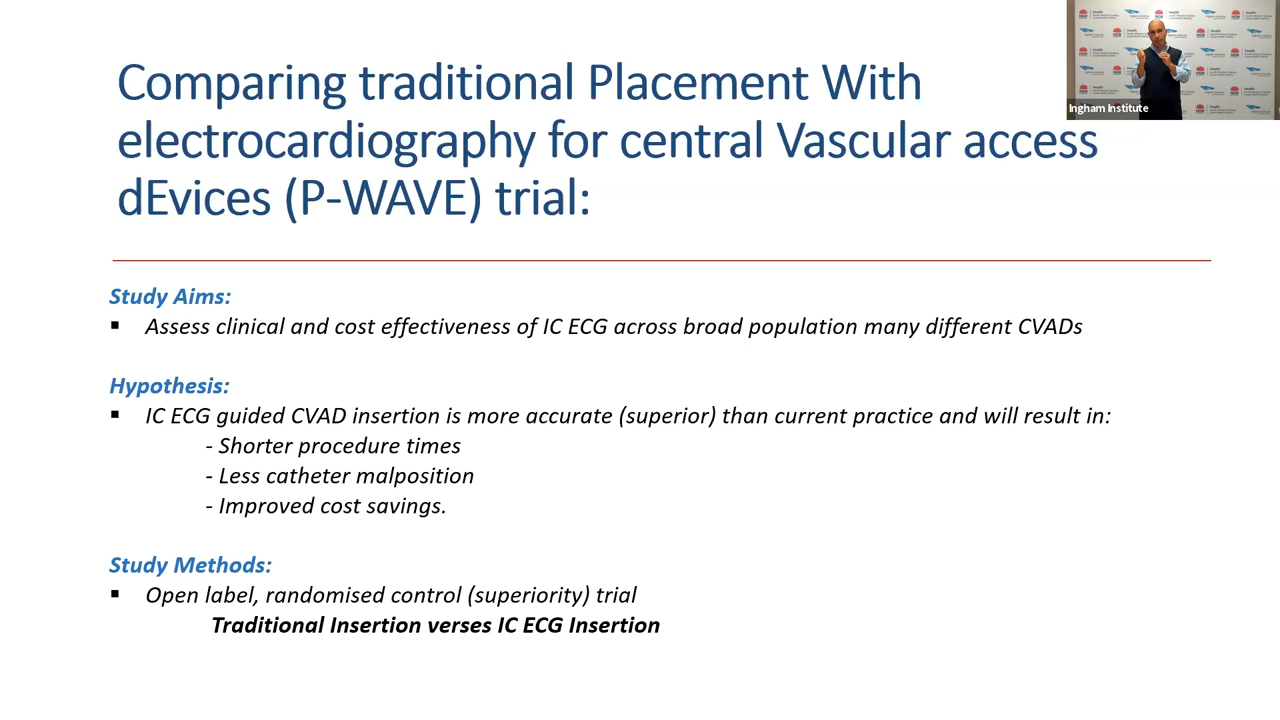 Comparing traditional Placement With
electrocardiography for central Vascular access
dEvices (P-WAVE) trial:
Ingham Institute
Study Aims:
▪ Assess clinical and cost effectiveness of IC ECG across broad population many different CVADs
Hypothesis:
▪ IC ECG guided CVAD insertion is more accurate (superior) than current practice and will result in:
- Shorter procedure times
- Less catheter malposition
- Improved cost savings.
Study Methods:
▪ Open label, randomised control (superiority) trial
Traditional Insertion verses IC ECG Insertion